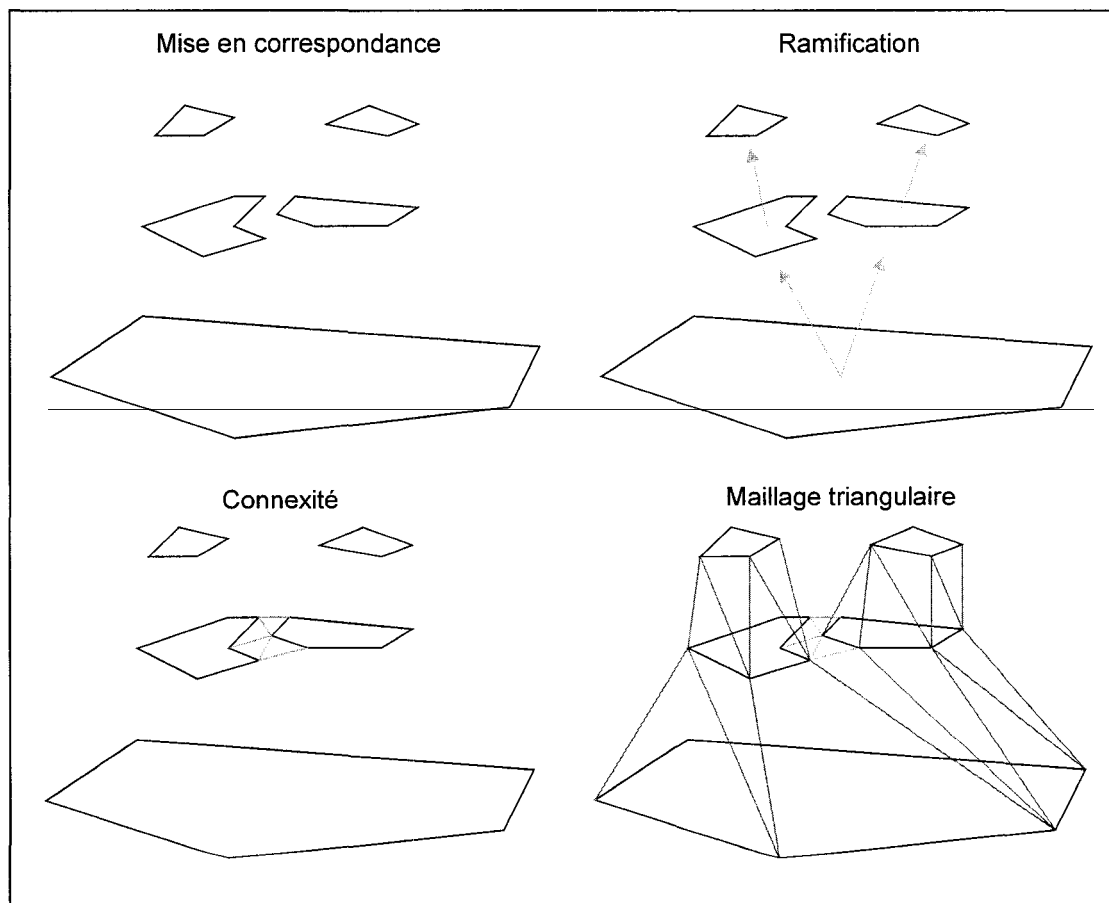 Mise en correspondance
Ramification
Connexité
Maillage triangulaire